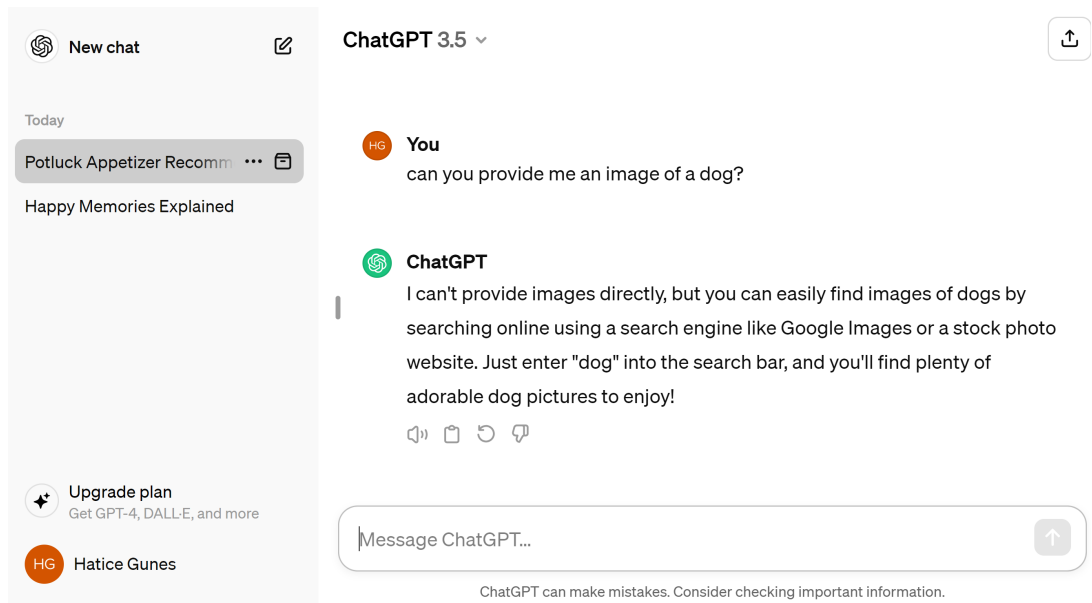 New chat
Today
Potluck Appetizer Recomm
Happy Memories Explained
Upgrade plan
Get GPT-4, DALL·E, and more
HG
Hatice Gunes
ChatGPT 3.5
HG
You
can you provide me an image of a dog?
ChatGPT
I can't provide images directly, but you can easily find images of dogs by
searching online using a search engine like Google Images or a stock photo
website. Just enter "dog" into the search bar, and you'll find plenty of
adorable dog pictures to enjoy!
Message ChatGPT...
ChatGPT can make mistakes. Consider checking important information.